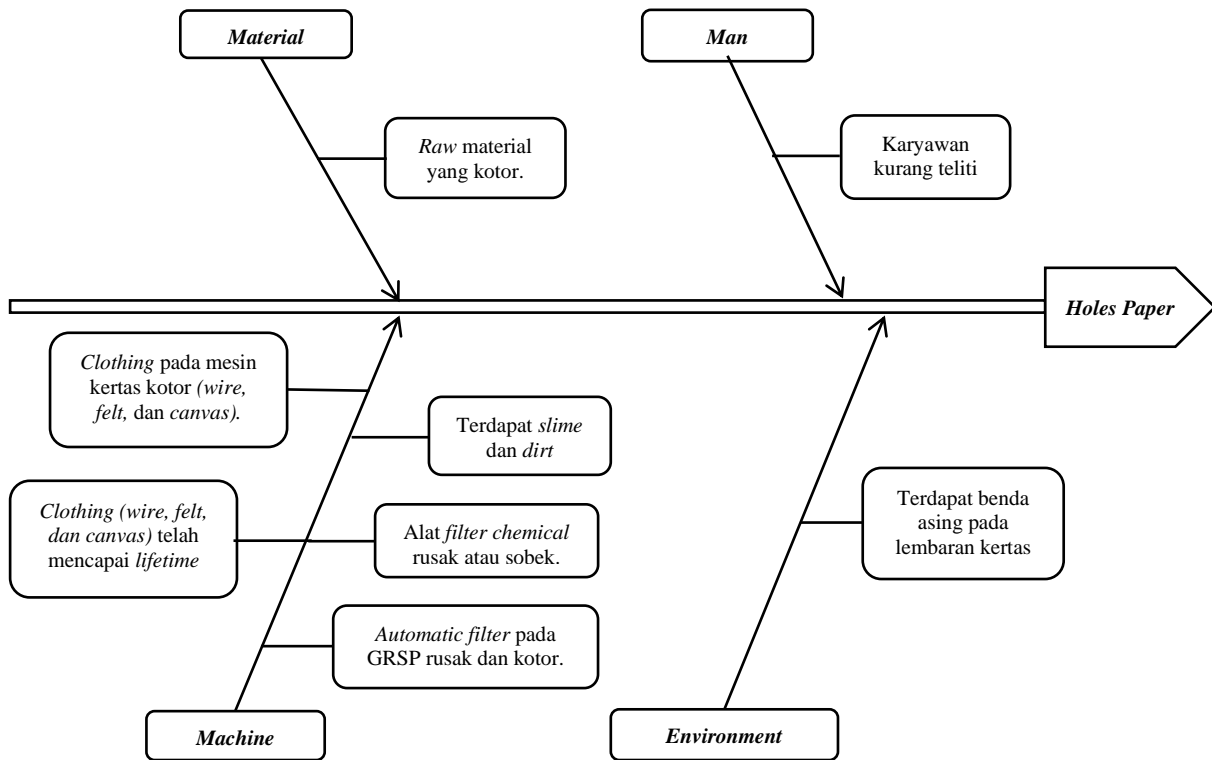 Material
Man
Raw material
yang kotor.
Karyawan
kurang teliti
Holes Paper
Clothing pada mesin
kertas kotor (wire,
felt, dan canvas).
Terdapat slime
dan dirt
Clothing (wire, felt,
dan canvas) telah
mencapai lifetime
Alat filter chemical
rusak atau sobek.
Terdapat benda
asing pada
lembaran kertas
Automatic filter pada
GRSP rusak dan kotor.
Machine
Environment